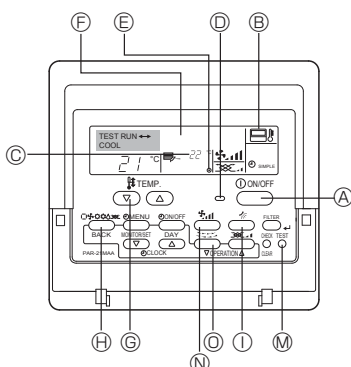 F E D B
TEST RUN
COOL
C
21 °C 22 °C
SIMPLE
TEMP. ON/OFF
A
MENU ON/OFF FILTER
BACK MONITOR/SET DAY CHECK TEST
PAR-21MAA CLOCK OPERATION CLEAR
H G O I M
N